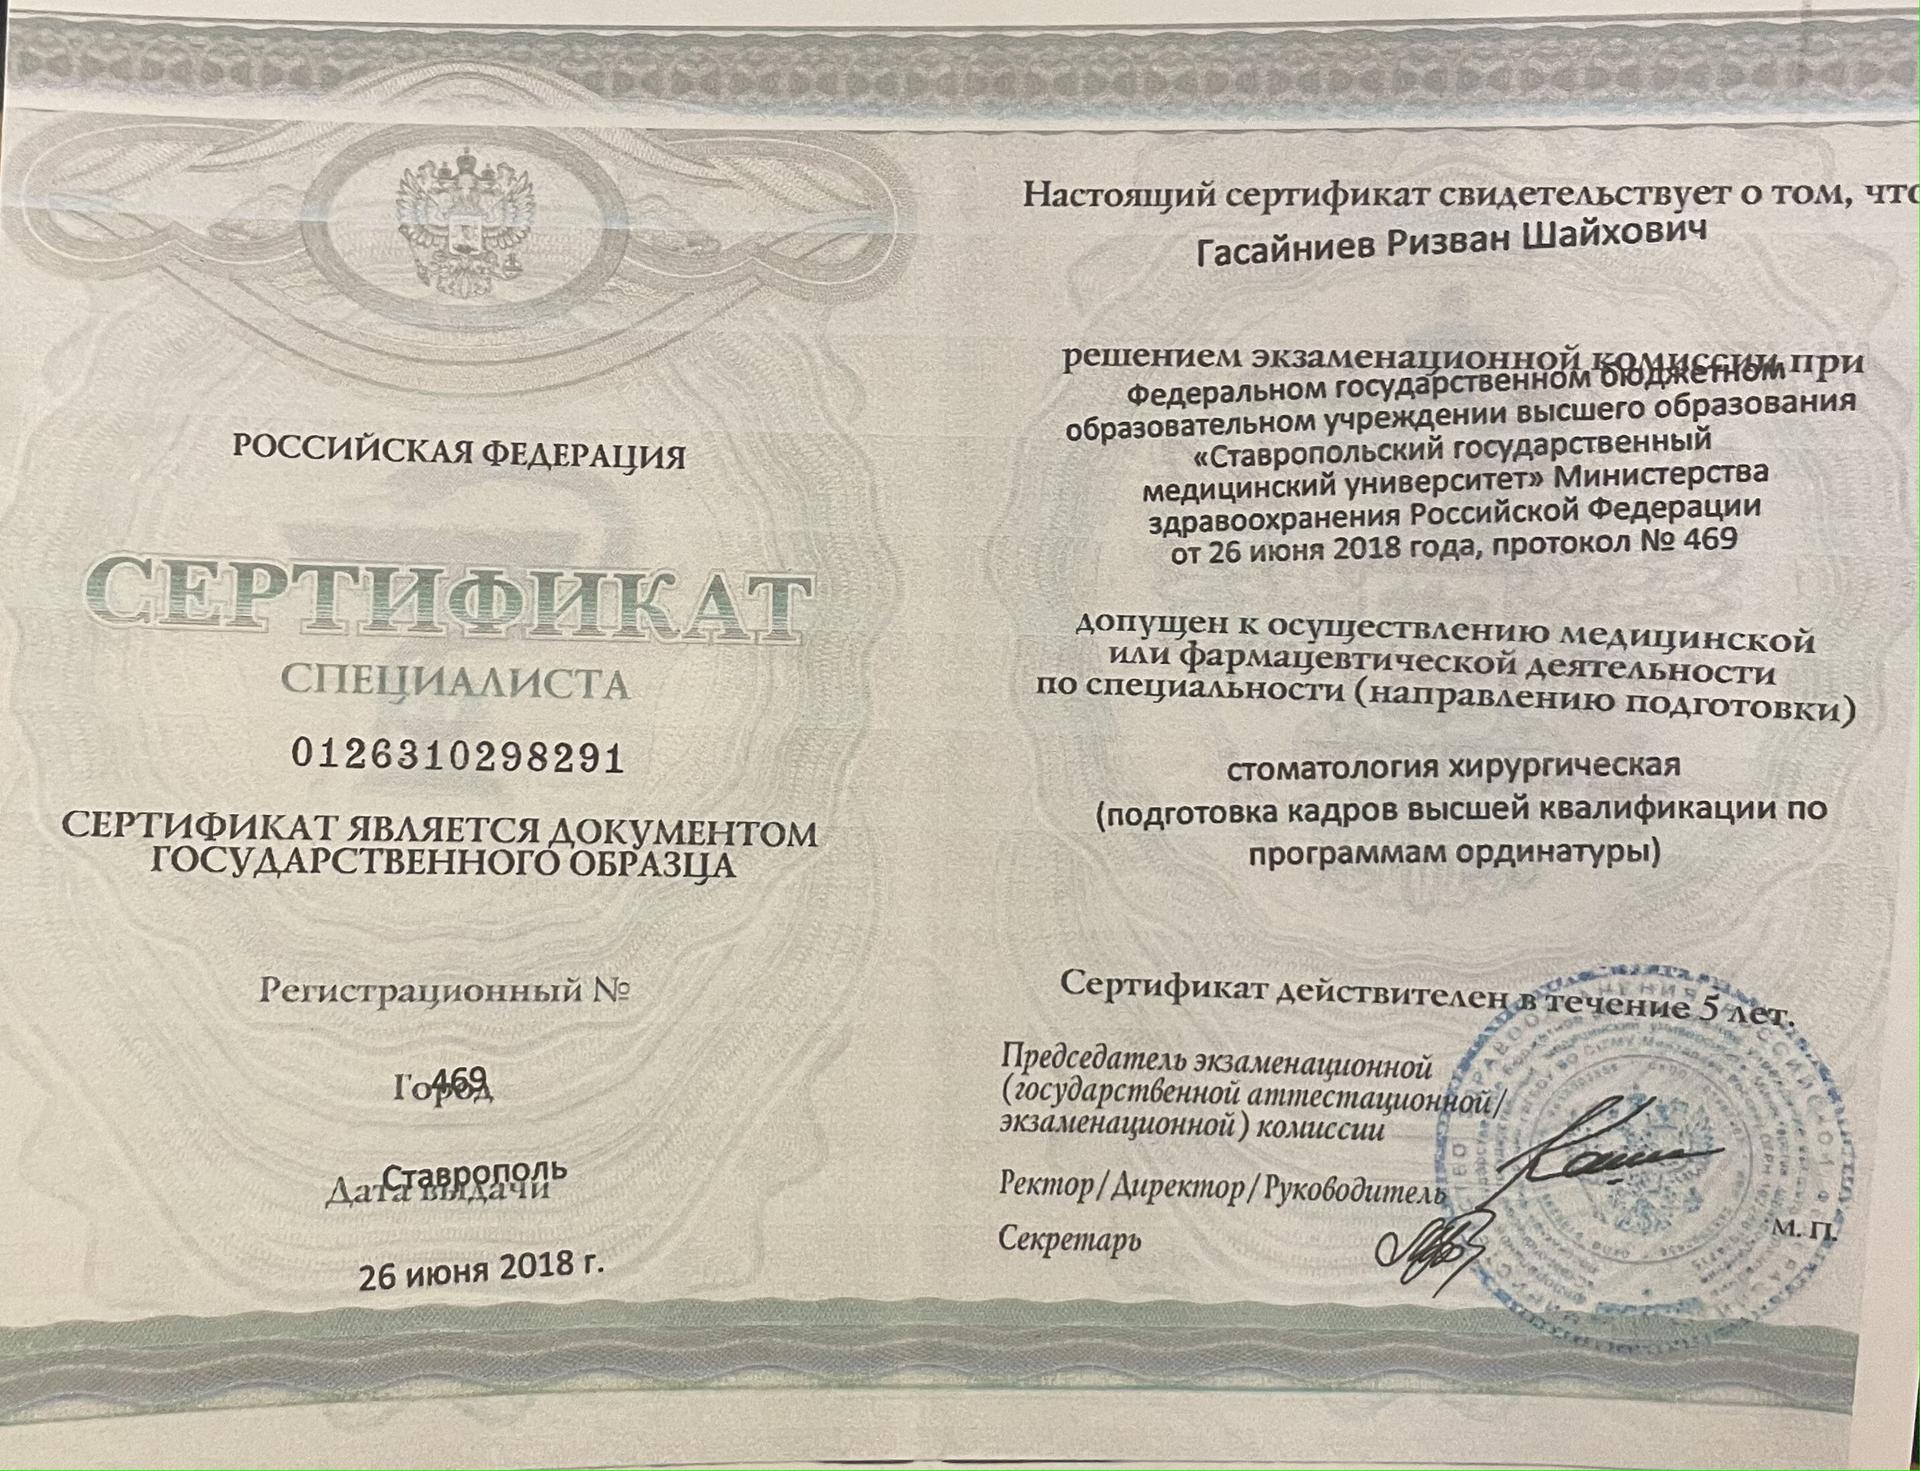 РОССИЙСКАЯ ФЕДЕРАЦИЯ
СЕРТИФИКАТ
СПЕЦИАЛИСТА
0126310298291
СЕРТИФИКАТ ЯВЛЯЕТСЯ ДОКУМЕНТОМ
ГОСУДАРСТВЕННОГО ОБРАЗЦА
Регистрационный №
469
Город
Ставрополь
Дата выдачи
26 июня 2018 г.
Настоящий сертификат свидетельствует о том, что
Гасайниев Ризван Шайхович
решением экзаменационной комиссии при
Федеральном государственном бюджетном
образовательном учреждении высшего образования
«Ставропольский государственный
медицинский университет» Министерства
здравоохранения Российской Федерации
от 26 июня 2018 года, протокол № 469
допущен к осуществлению медицинской
или фармацевтической деятельности
по специальности (направлению подготовки)
стоматология хирургическая
(подготовка кадров высшей квалификации по
программам ординатуры)
Сертификат действителен в течение 5 лет.
Председатель экзаменационной
(государственной аттестационной/
экзаменационной) комиссии
Ректор/Директор/Руководитель
Секретарь
М. П.